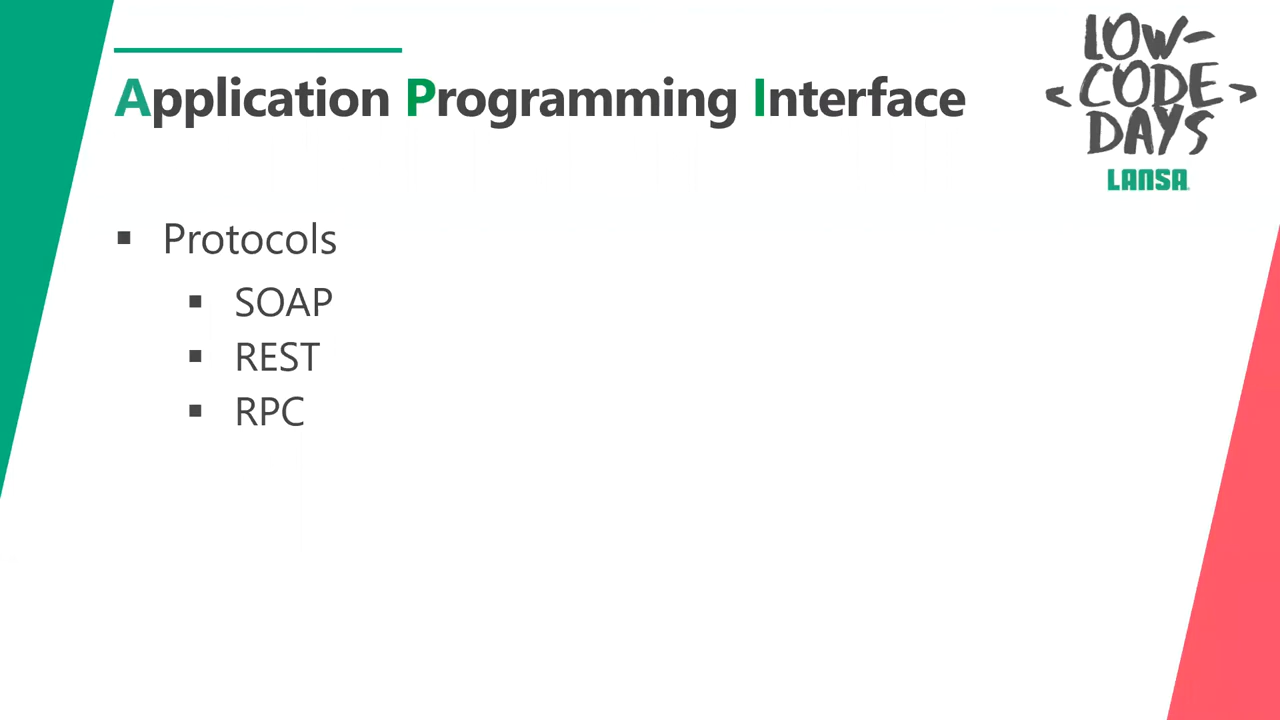 Application Programming Interface
LOW-
<CODE>
DAYS
LANSA
▪ Protocols
▪ SOAP
▪ REST
▪ RPC